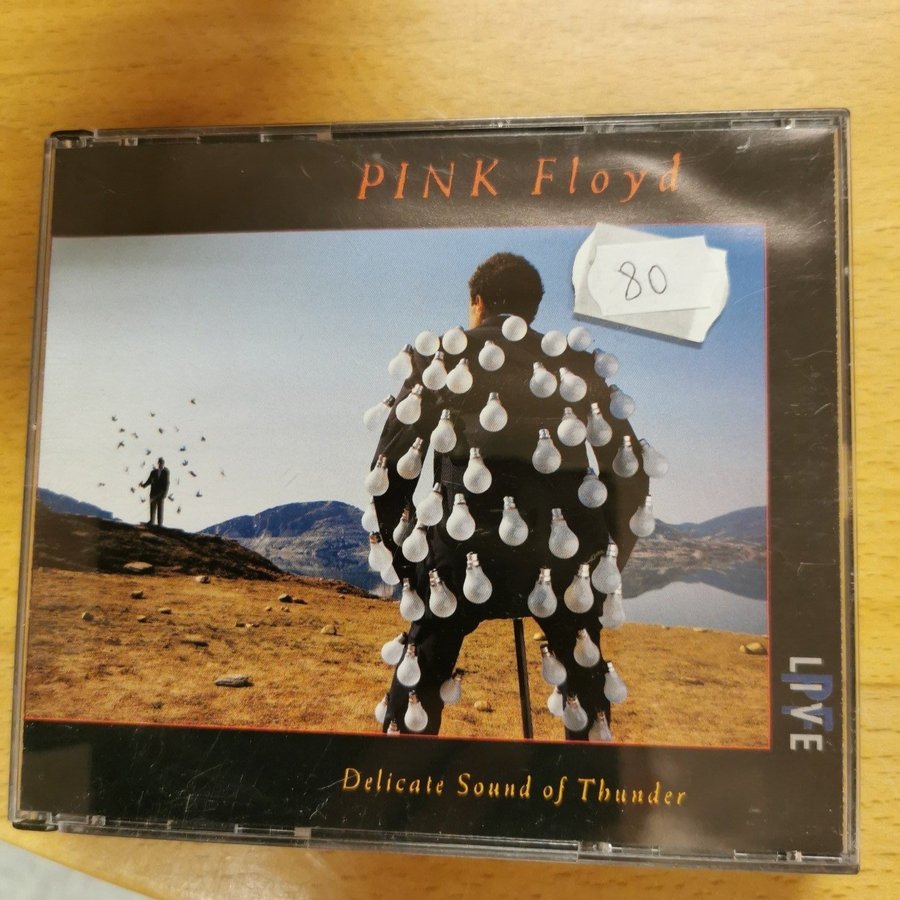 PINK Floyd
80
LIVE
Delicate Sound of Thunder